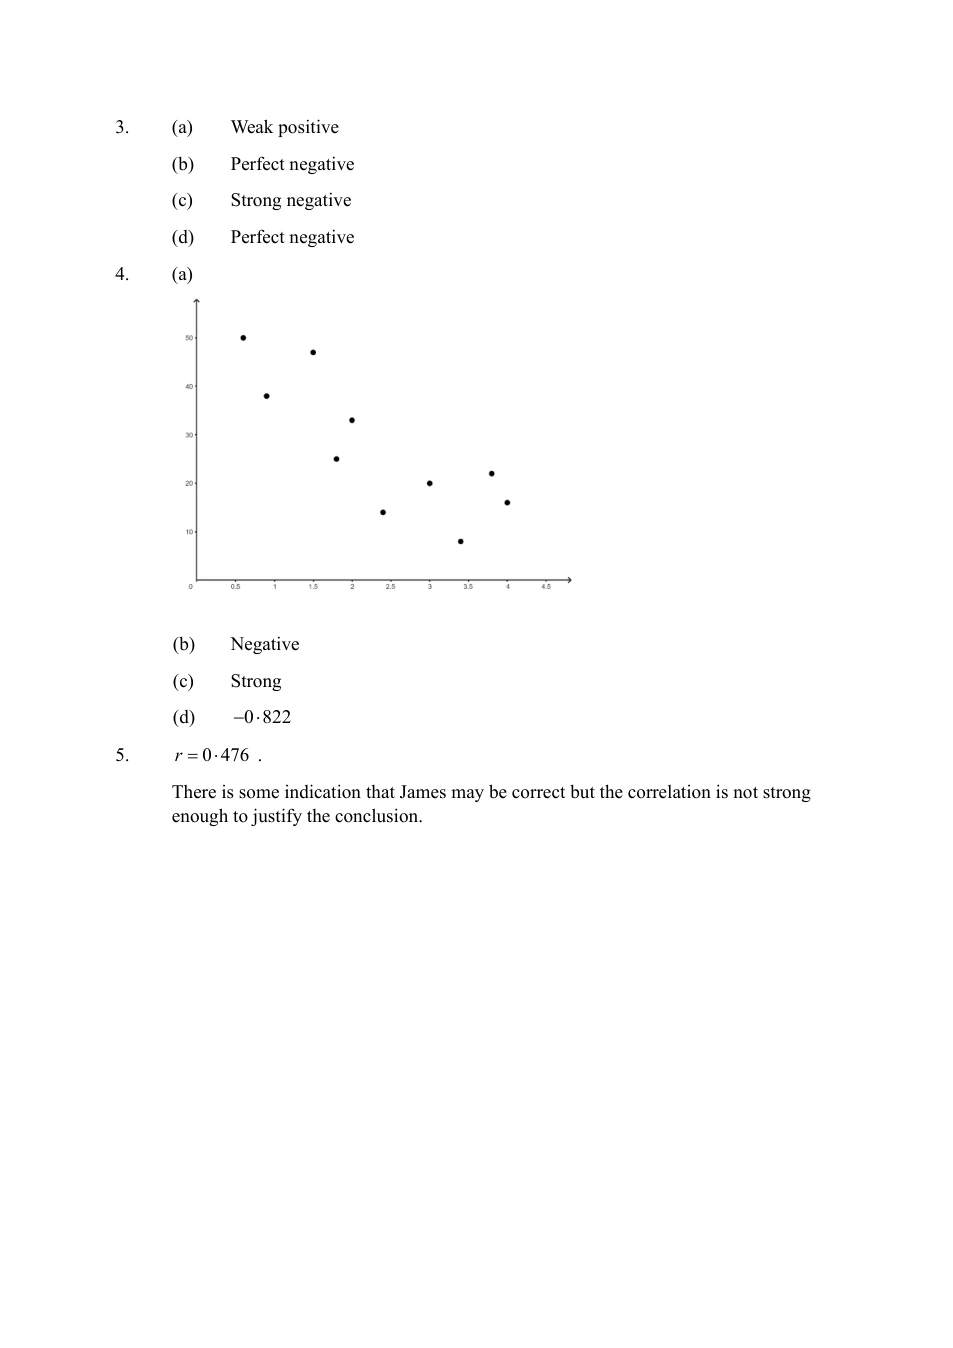 3. (a) Weak positive
(b) Perfect negative
(c) Strong negative
(d) Perfect negative
4. (a)
50
40
30
20
10
0 0.5 1 1.5 2 2.5 3 3.5 4 4.5
(b) Negative
(c) Strong
(d) −0·822
5. r = 0·476 .
There is some indication that James may be correct but the correlation is not strong
enough to justify the conclusion.